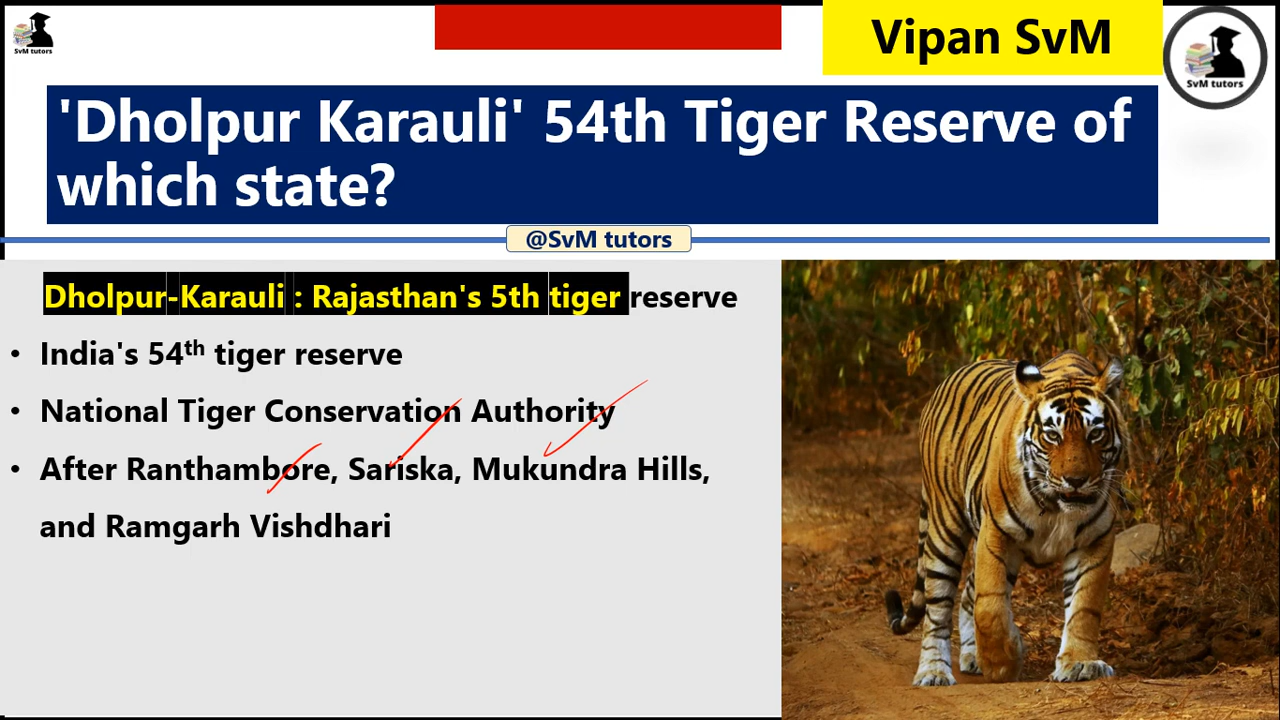 SvM tutors
Vipan SvM
SvM tutors
'Dholpur Karauli' 54th Tiger Reserve of
which state?
@SvM tutors
Dholpur-Karauli : Rajasthan's 5th tiger reserve
• India's 54th tiger reserve
• National Tiger Conservation Authority
• After Ranthambore, Sariska, Mukundra Hills,
and Ramgarh Vishdhari